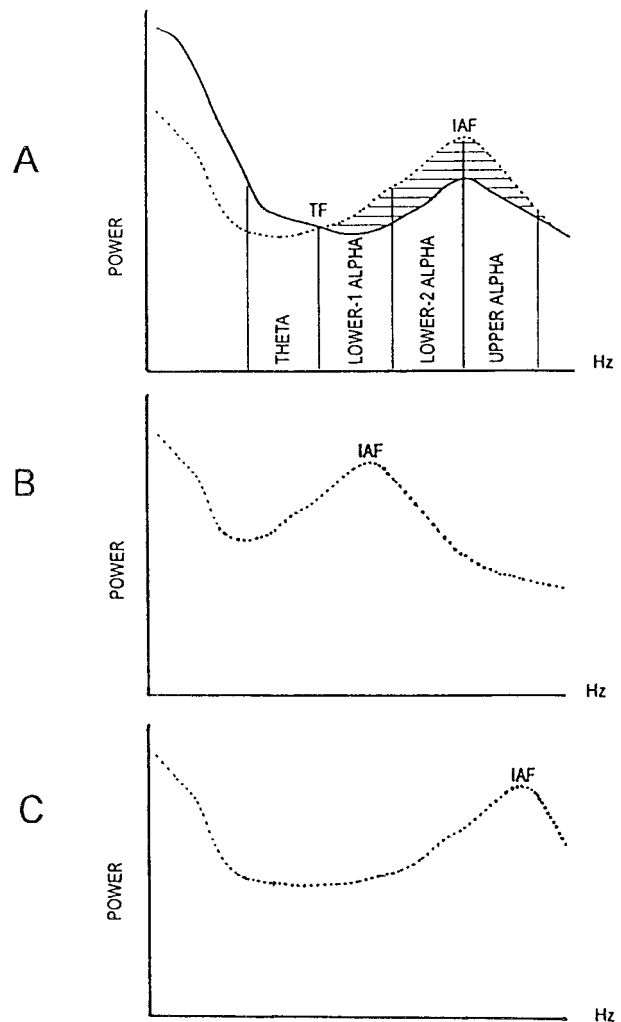 A
POWER
TF
IAF
THETA
LOWER-1 ALPHA
LOWER-2 ALPHA
UPPER ALPHA
Hz
B
POWER
IAF
Hz
C
POWER
IAF
Hz